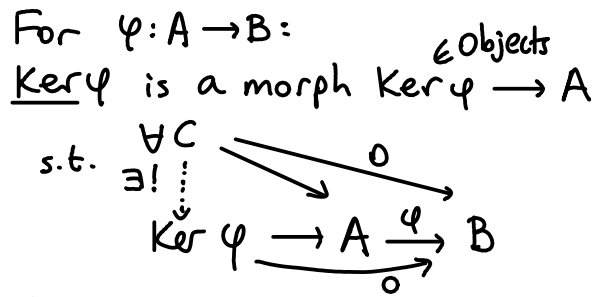 For φ: A → B:
∈ Objects
Ker φ is a morph Ker φ → A
∀ C
0
s.t.
∃!
φ
Ker φ → A → B
0